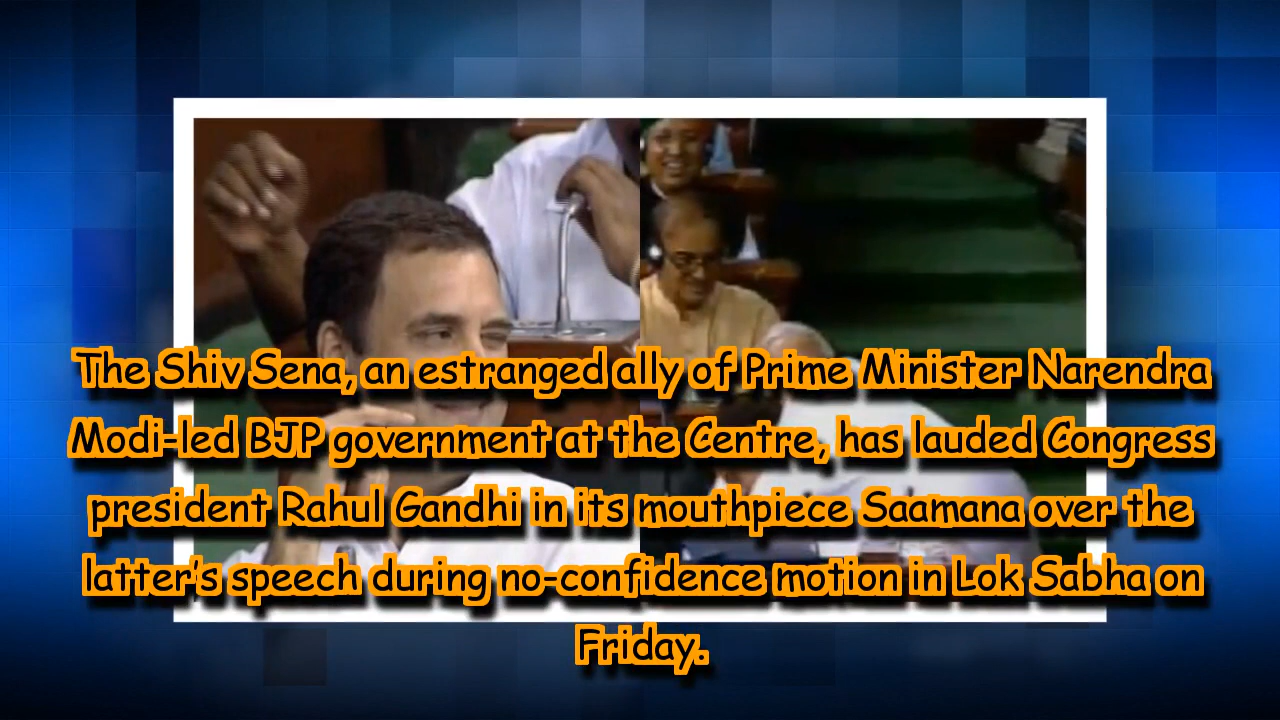 The Shiv Sena, an estranged ally of Prime Minister Narendra
Modi-led BJP government at the Centre, has lauded Congress
president Rahul Gandhi in its mouthpiece Saamana over the
latter's speech during no-confidence motion in Lok Sabha on
Friday.